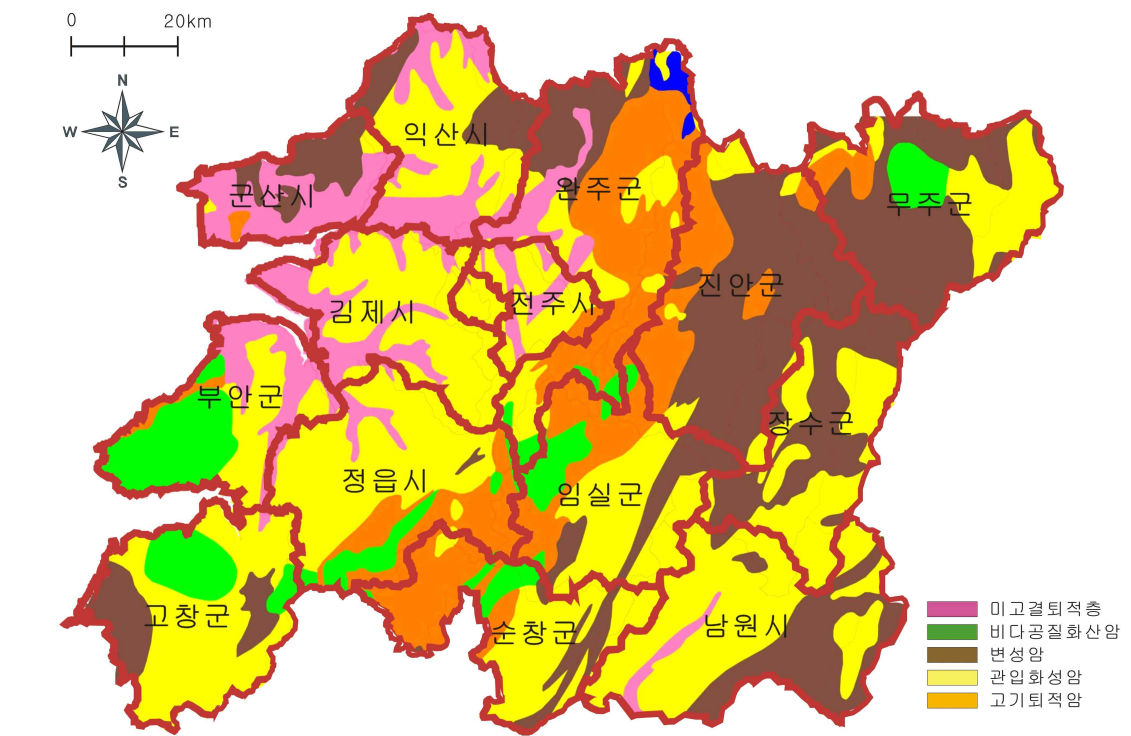 0 20km
N
W E
S
익산시
군산시
완주군
무주군
진안군
김제시
전주시
부안군
장수군
정읍시
임실군
고창군
순창군
남원시
미고결퇴적층
비다공질화산암
변성암
관입화성암
고기퇴적암